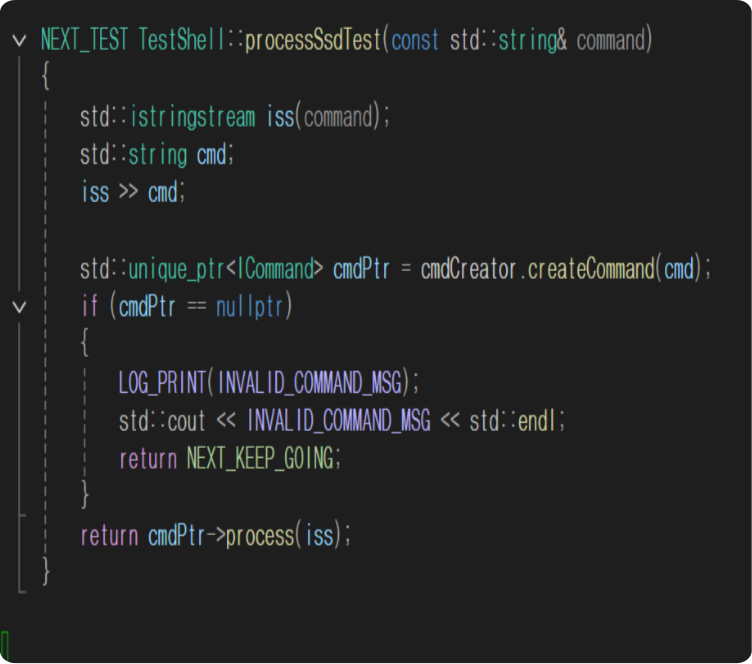 NEXT_TEST TestShell::processSsdTest(const std::string& command)
{
std::istringstream iss(command);
std::string cmd;
iss >> cmd;
std::unique_ptr<ICommand> cmdPtr = cmdCreator.createCommand(cmd);
if (cmdPtr == nullptr)
{
LOG_PRINT(INVALID_COMMAND_MSG);
std::cout << INVALID_COMMAND_MSG << std::endl;
return NEXT_KEEP_GOING;
}
return cmdPtr->process(iss);
}